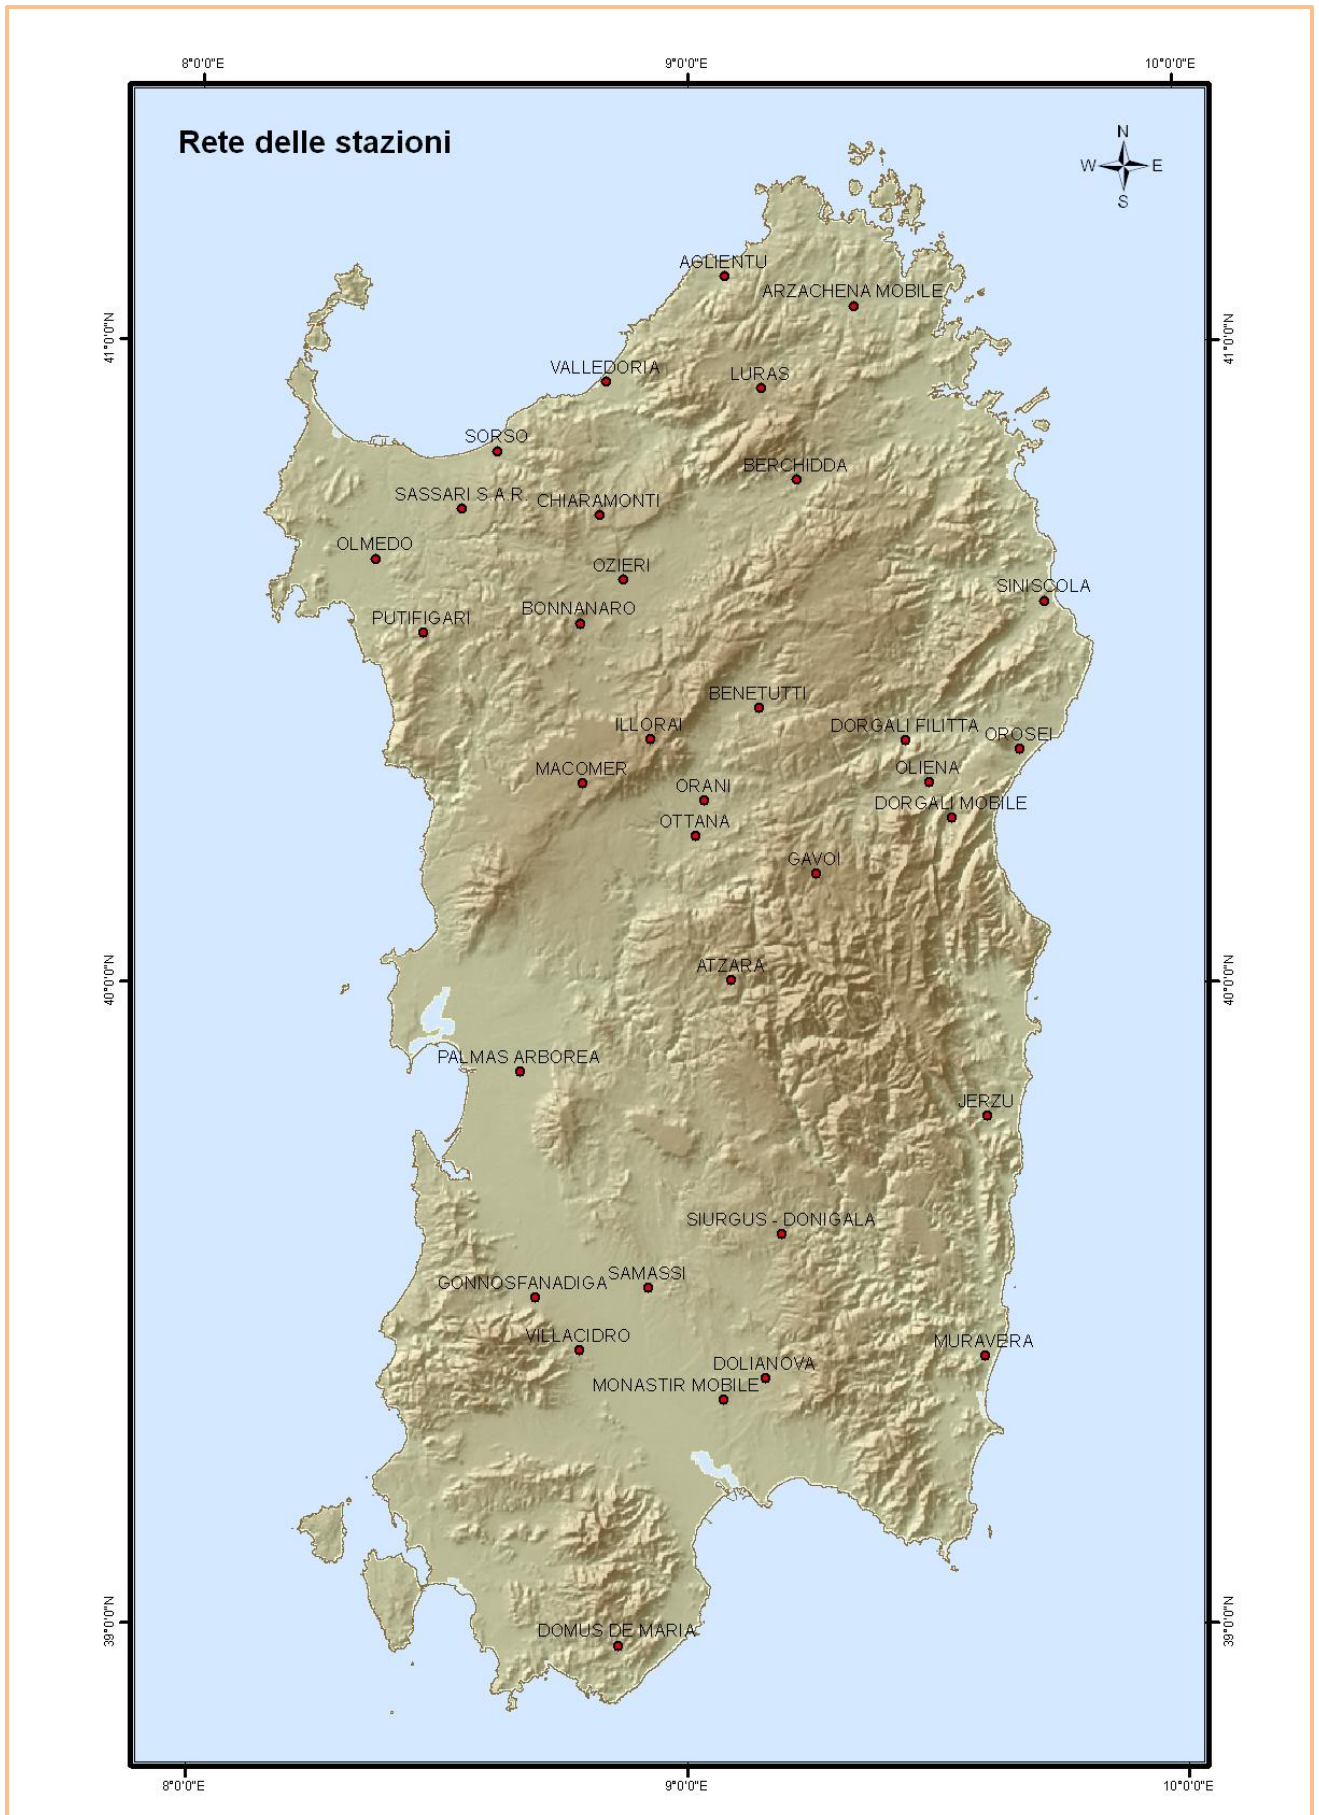 8°0'0"E 9°0'0"E 10°0'0"E
Rete delle stazioni
N
W E
S
AGLIENTU
ARZACHENA MOBILE
41°0'0"N 41°0'0"N
VALLEDORIA
LURAS
SORSO
BERCHIDDA
SASSARI S.A.R.
CHIARAMONTI
OLMEDO
OZIERI
SINISCOLA
BONNANARO
PUTIFIGARI
BENETUTTI
ILLORAI
DORGALI FILITTA
OROSEI
MACOMER
OLIENA
ORANI
DORGALI MOBILE
OTTANA
GAVOI
ATZARA
40°0'0"N 40°0'0"N
PALMAS ARBOREA
JERZU
SIURGUS - DONIGALA
SAMASSI
GONNOSFANADIGA
VILLACIDRO
MURAVERA
DOLIANOVA
MONASTIR MOBILE
39°0'0"N 39°0'0"N
DOMUS DE MARIA
8°0'0"E 9°0'0"E 10°0'0"E